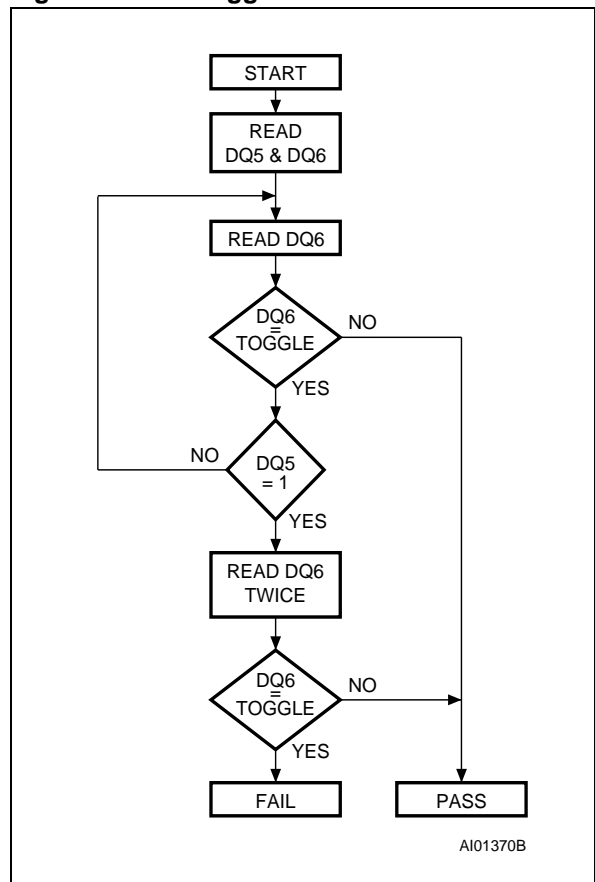 START
READ
DQ5 & DQ6
READ DQ6
DQ6
=
TOGGLE
NO
YES
NO
DQ5
= 1
YES
READ DQ6
TWICE
DQ6
=
TOGGLE
NO
YES
FAIL
PASS
AI01370B